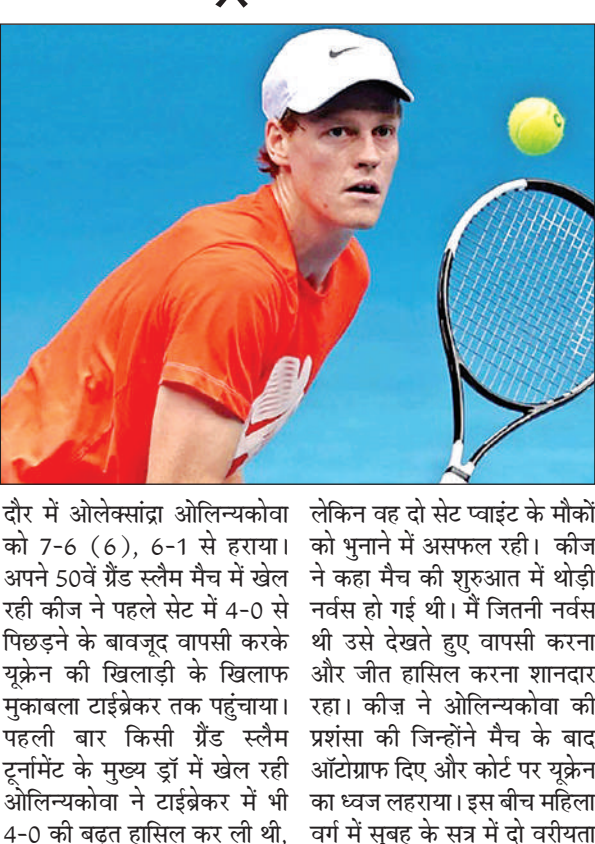 दौर में ओलेक्सांद्रा ओलिन्यकोवा
को 7-6 (6), 6-1 से हराया।
अपने 50वें ग्रैंड स्लैम मैच में खेल
रही कीज ने पहले सेट में 4-0 से
पिछड़ने के बावजूद वापसी करके
यूक्रेन की खिलाड़ी के खिलाफ
मुकाबला टाईब्रेकर तक पहुंचाया।
पहली बार किसी ग्रैंड स्लैम
टूर्नामेंट के मुख्य ड्रॉ में खेल रही
ओलिन्यकोवा ने टाईब्रेकर में भी
4-0 की बढ़त हासिल कर ली थी,
लेकिन वह दो सेट प्वाइंट के मौकों
को भुनाने में असफल रही। कीज
ने कहा मैच की शुरुआत में थोड़ी
नर्वस हो गई थी। मैं जितनी नर्वस
थी उसे देखते हुए वापसी करना
और जीत हासिल करना शानदार
रहा। कीज़ ने ओलिन्यकोवा की
प्रशंसा की जिन्होंने मैच के बाद
ऑटोग्राफ दिए और कोर्ट पर यूक्रेन
का ध्वज लहराया। इस बीच महिला
वर्ग में सुबह के सत्र में दो वरीयता